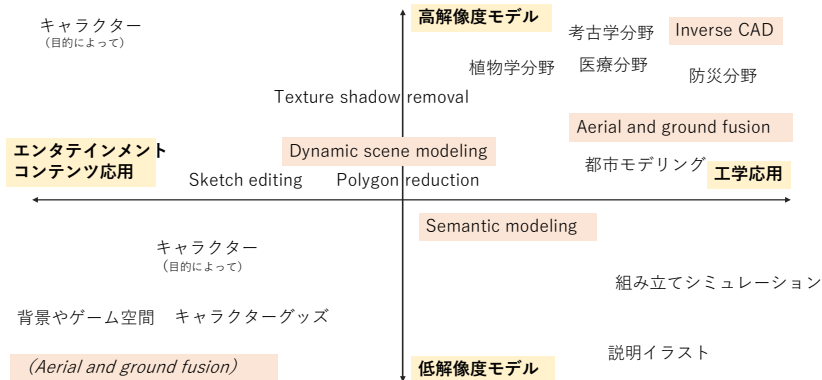 キャラクター
(目的によって)
高解像度モデル
考古学分野
Inverse CAD
植物学分野
医療分野
防災分野
Texture shadow removal
Aerial and ground fusion
エンタテインメント
コンテンツ応用
Dynamic scene modeling
都市モデリング
工学応用
Sketch editing
Polygon reduction
Semantic modeling
キャラクター
(目的によって)
組み立てシミュレーション
背景やゲーム空間
キャラクターグッズ
説明イラスト
(Aerial and ground fusion)
低解像度モデル